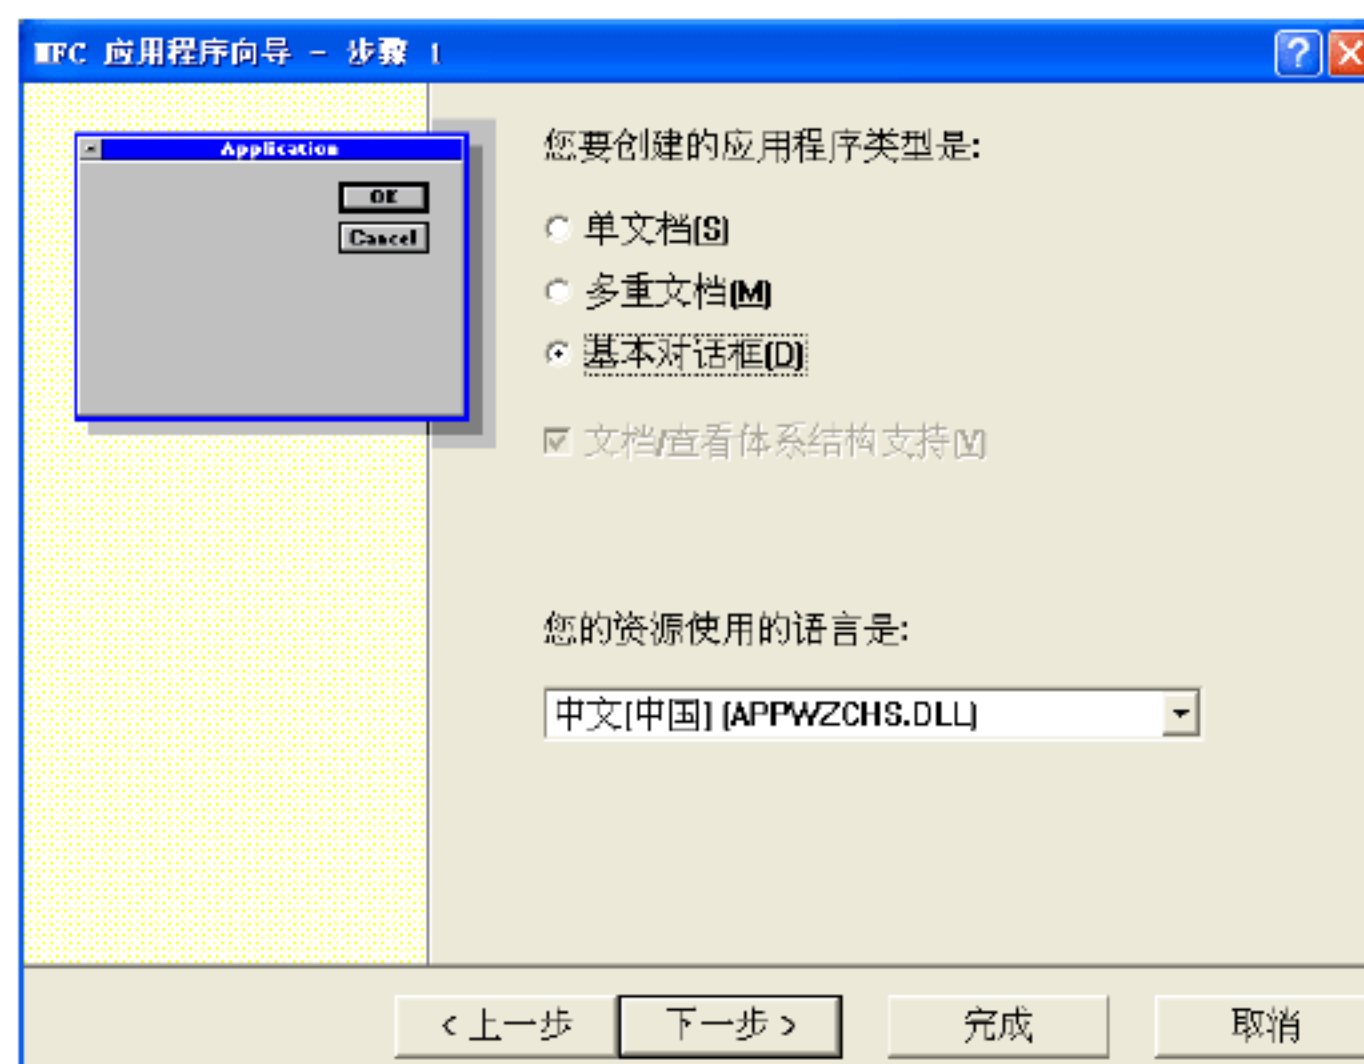 MFC 应用程序向导 - 步骤 1
Application
OK
Cancel
您要创建的应用程序类型是:
单文档(S)
多重文档(M)
基本对话框(D)
文档/查看体系结构支持(V)
您的资源使用的语言是:
中文[中国] (APPWZCHS.DLL)
<上一步 下一步> 完成 取消